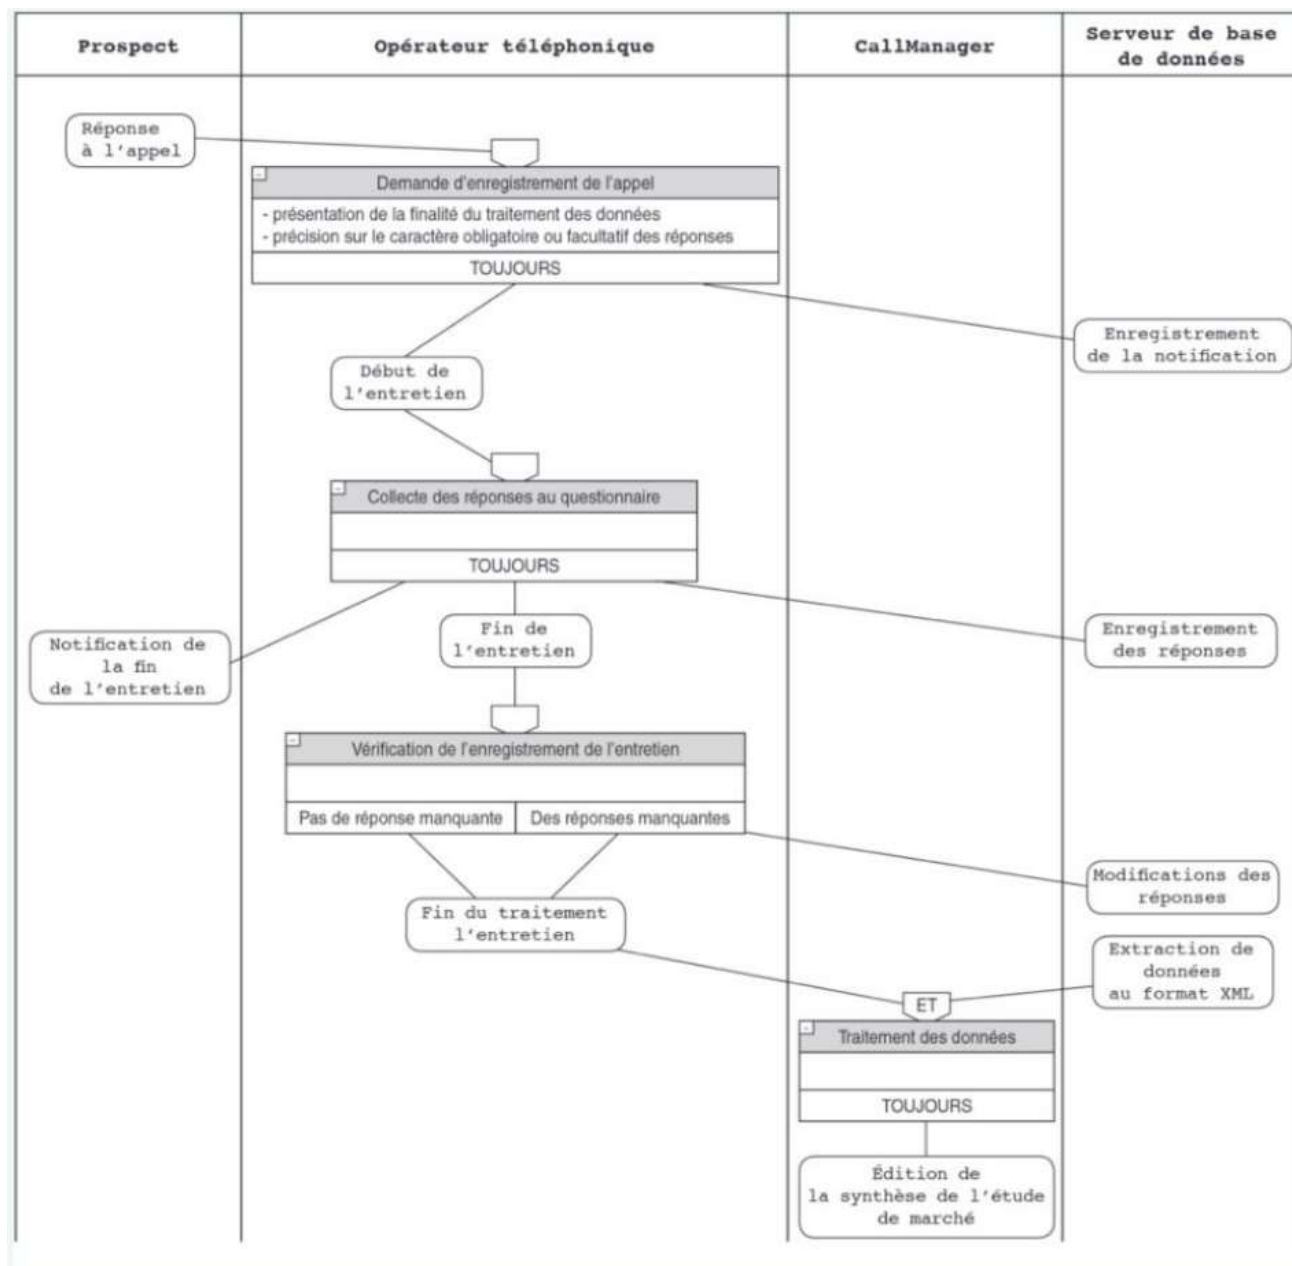 Prospect
Opérateur téléphonique
CallManager
Serveur de base
de données
Réponse
à l'appel
-
Demande d'enregistrement de l'appel
- présentation de la finalité du traitement des données
- précision sur le caractère obligatoire ou facultatif des réponses
TOUJOURS
Enregistrement
de la notification
Début de
l'entretien
-
Collecte des réponses au questionnaire
TOUJOURS
Notification de
la fin
de l'entretien
Fin de
l'entretien
Enregistrement
des réponses
-
Vérification de l'enregistrement de l'entretien
Pas de réponse manquante
Des réponses manquantes
Modifications des
réponses
Fin du traitement
l'entretien
Extraction de
données
au format XML
ET
-
Traitement des données
TOUJOURS
Édition de
la synthèse de l'étude
de marché